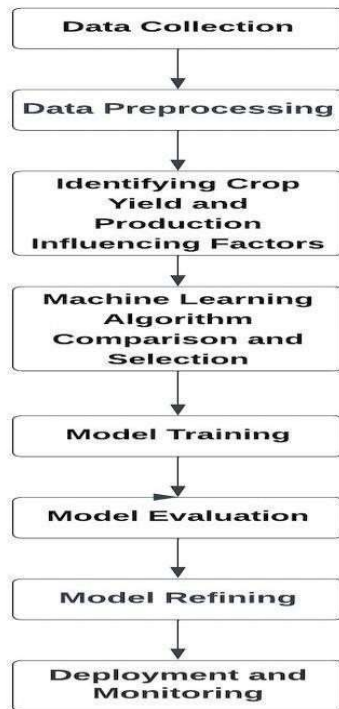 Data Collection
Data Preprocessing
Identifying Crop
Yield and
Production
Influencing Factors
Machine Learning
Algorithm
Comparison and
Selection
Model Training
Model Evaluation
Model Refining
Deployment and
Monitoring